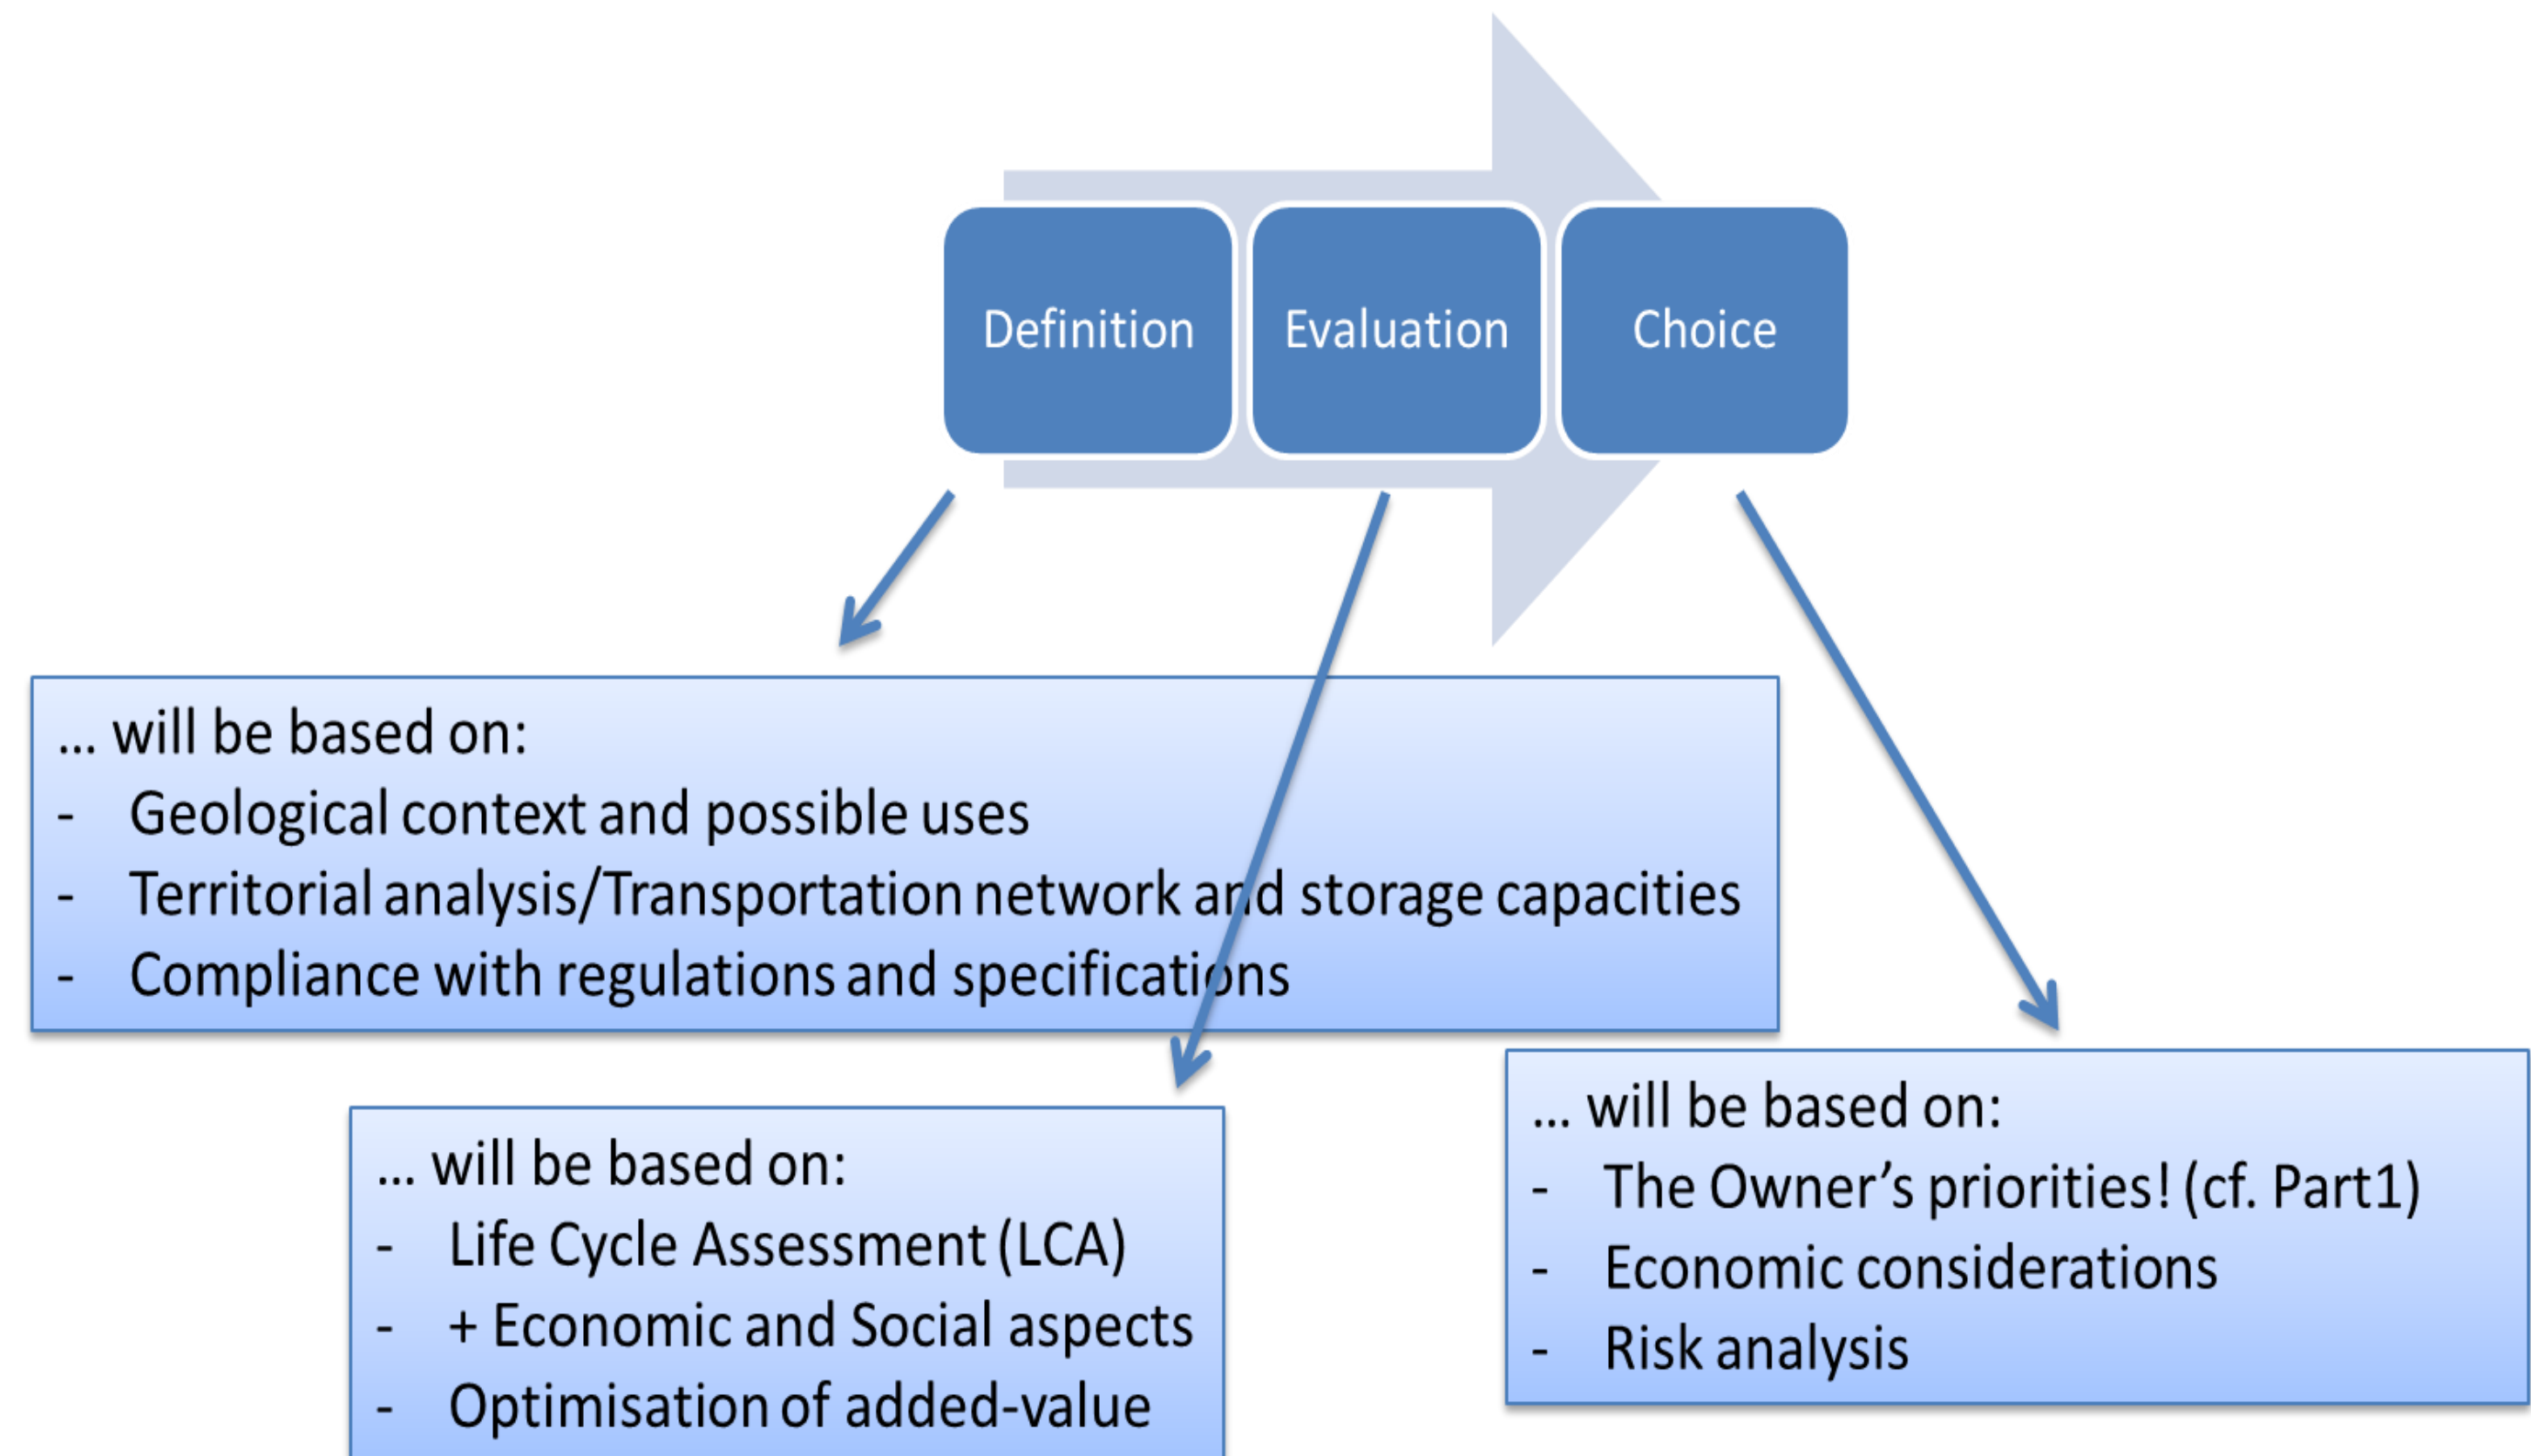 Definition
Evaluation
Choice
... will be based on:
- Geological context and possible uses
- Territorial analysis/Transportation network and storage capacities
- Compliance with regulations and specifications
... will be based on:
- Life Cycle Assessment (LCA)
- + Economic and Social aspects
- Optimisation of added-value
... will be based on:
- The Owner’s priorities! (cf. Part1)
- Economic considerations
- Risk analysis